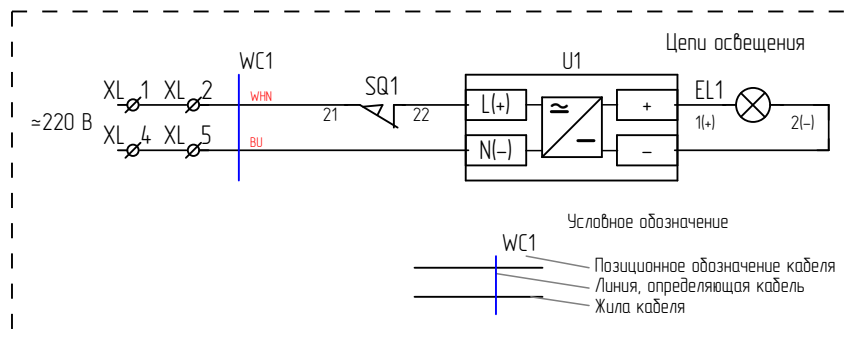 Цепи освещения
WC1
U1
XL 1 XL 2
WHN
SQ1
21
22
L(+)
≃
+
EL1
1(+)
2(-)
≃220 В
XL 4 XL 5
BU
N(-)
−
−
Условное обозначение
WC1
Позиционное обозначение кабеля
Линия, определяющая кабель
Жила кабеля